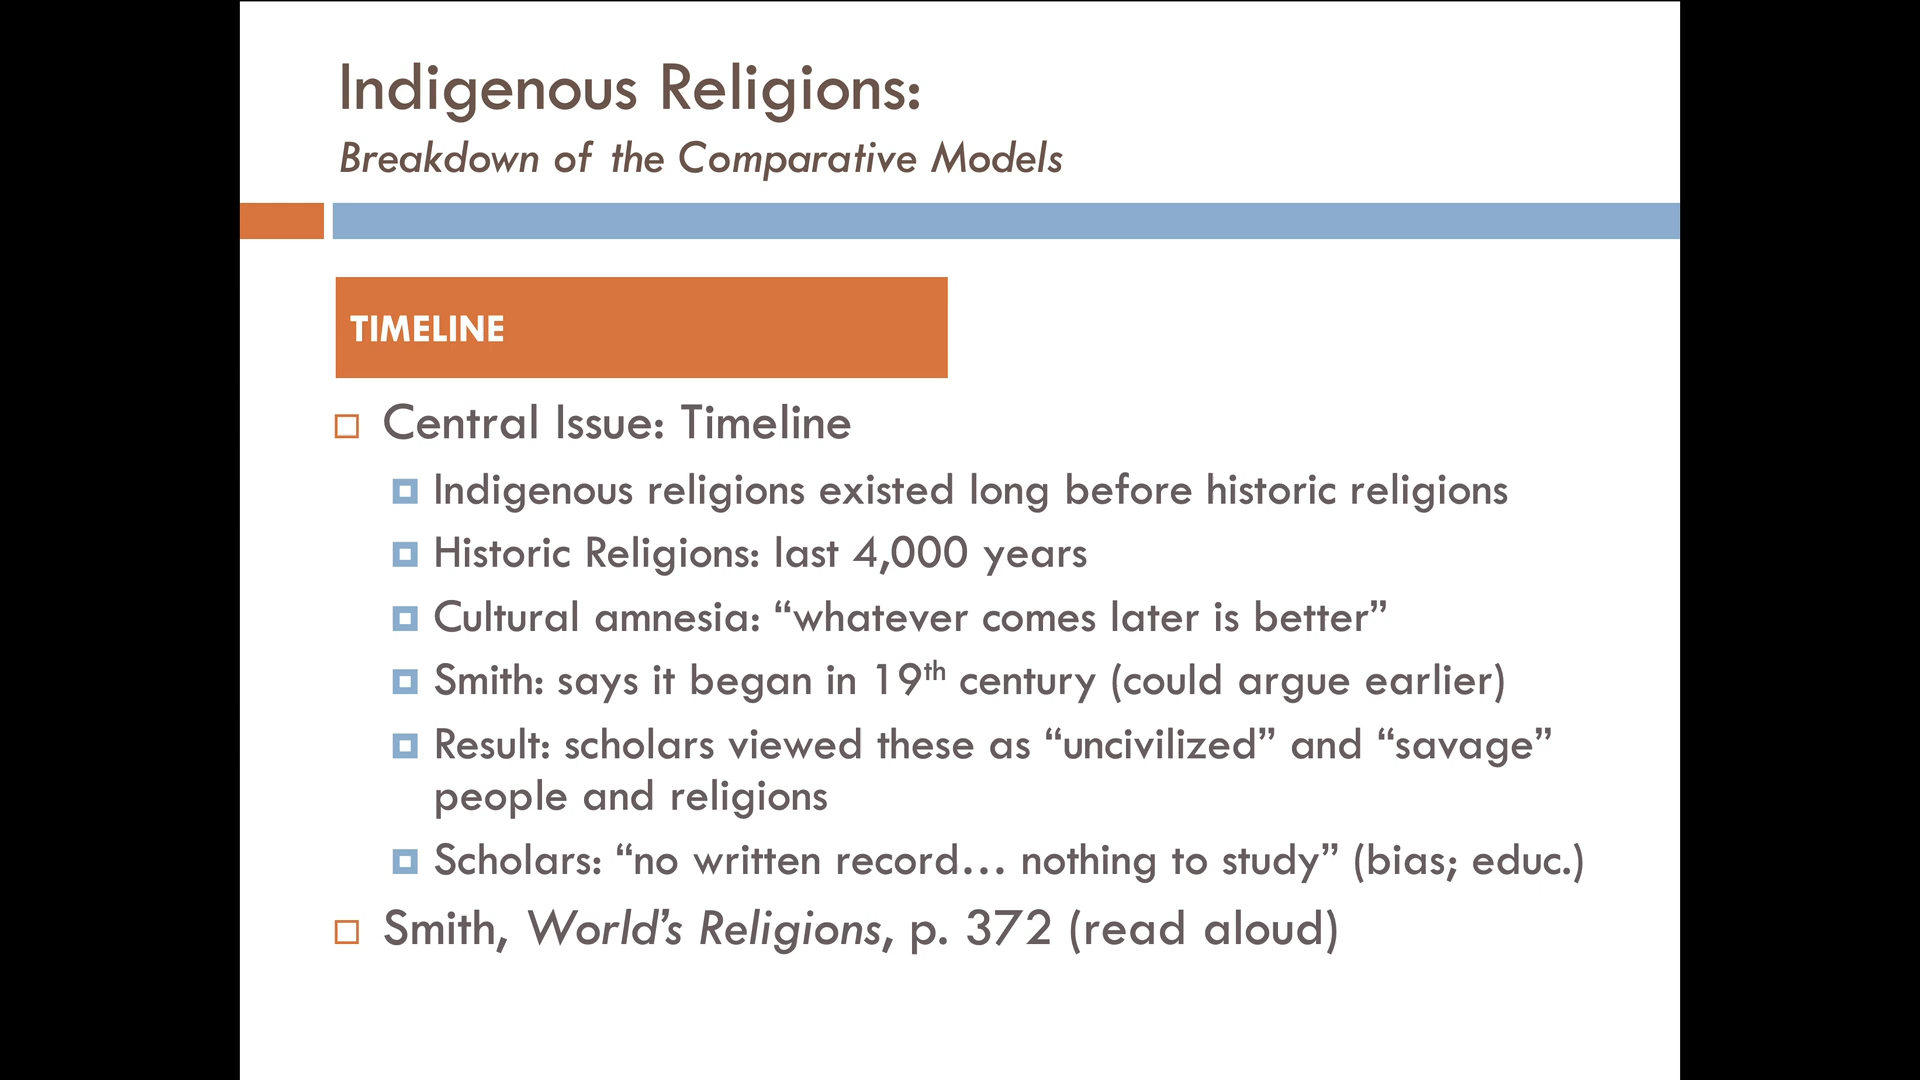 Indigenous Religions:
Breakdown of the Comparative Models
TIMELINE
Central Issue: Timeline
Indigenous religions existed long before historic religions
Historic Religions: last 4,000 years
Cultural amnesia: “whatever comes later is better”
Smith: says it began in 19th century (could argue earlier)
Result: scholars viewed these as “uncivilized” and “savage”
people and religions
Scholars: “no written record… nothing to study” (bias; educ.)
Smith, World’s Religions, p. 372 (read aloud)